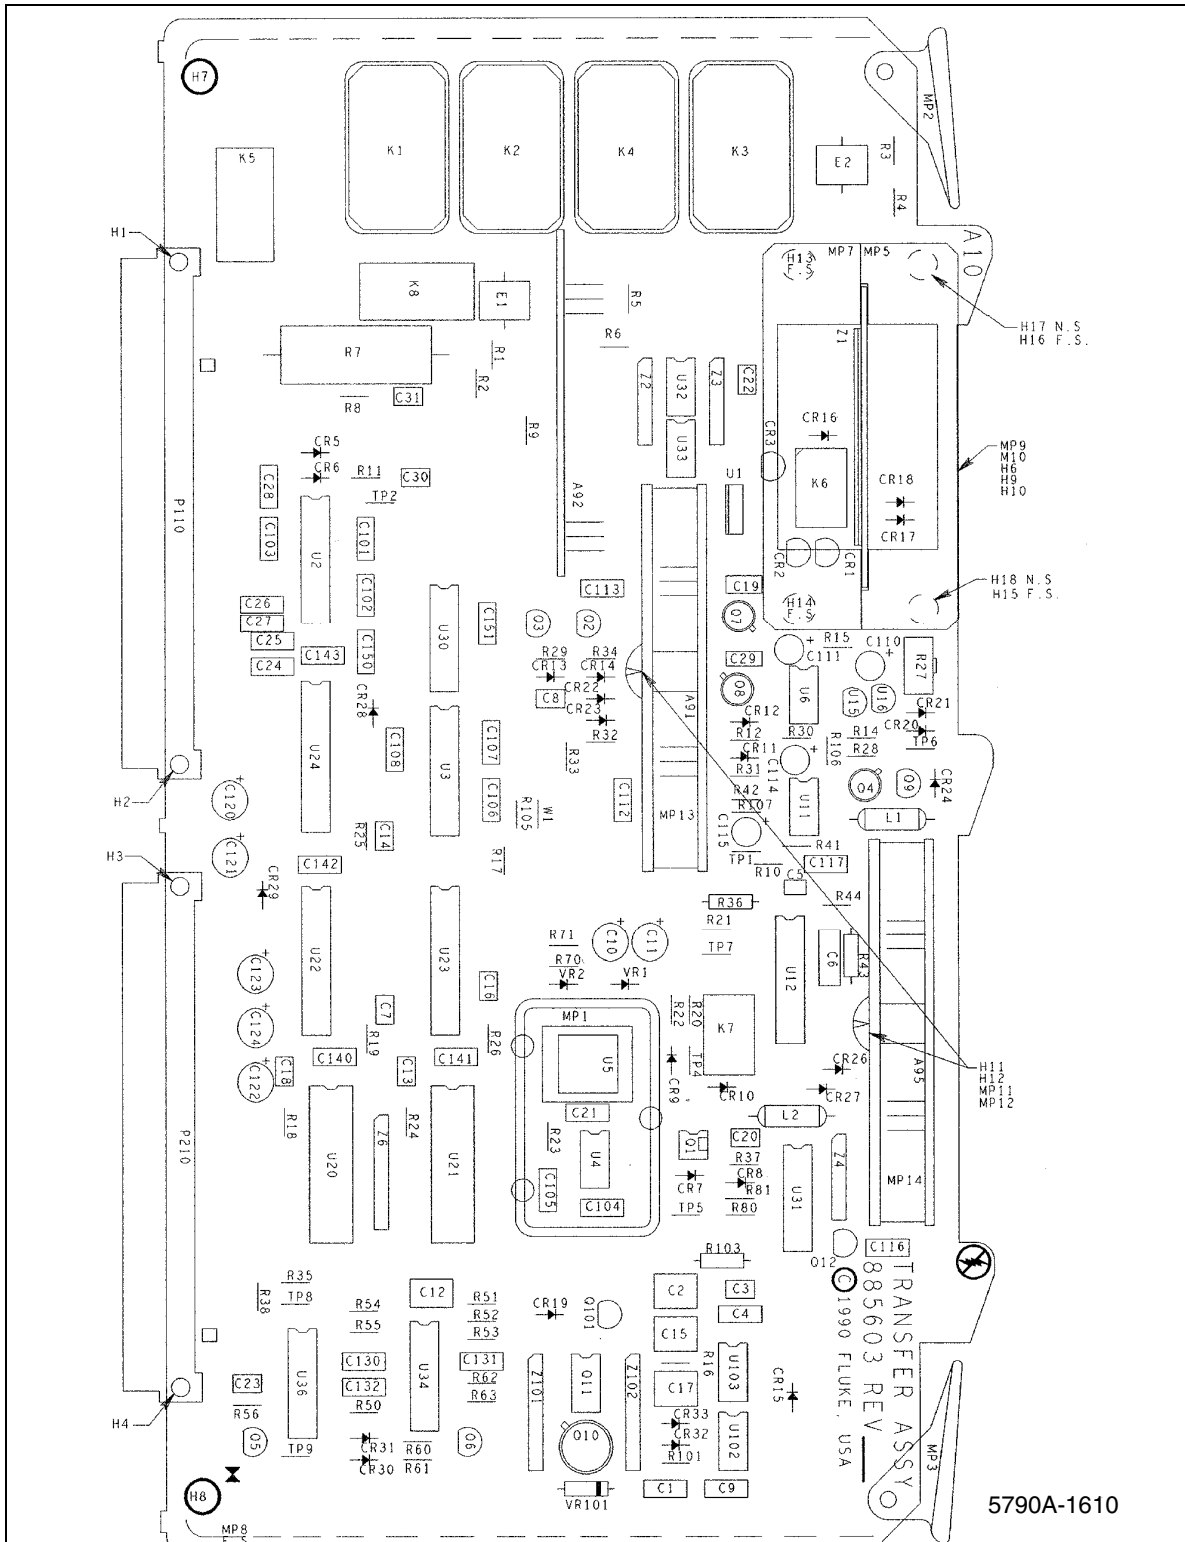 H7
K1
K2
K4
K3
E2
R3
MP2
R4
K5
H1
A10
H13
F.S
MP7
MP5
K8
E1
R5
H17 N.S
H16 F.S.
R7
R1
R6
Z1
R2
Z2
U32
Z3
C22
R8
C31
CR16
CR3
R9
U33
CR5
CR6
R11
C30
TP2
U1
K6
CR18
MP9
M10
H6
H9
H10
P110
C28
A92
C103
C101
U2
CR17
CR2
CR1
C113
C19
H18 N.S
H15 F.S.
C102
C26
C27
C25
C24
C143
C150
U30
C151
Q3
Q2
Q7
H14
F.S
R29
R34
CR13
CR14
C29
C111
R15
C110
R27
C8
CR22
CR23
R32
A91
Q8
U6
U15
U16
CR28
CR12
R12
R30
CR21
CR20
TP6
R14
R28
R106
U24
C108
U3
C107
R33
CR11
R31
C114
H2
C120
C106
R105
W1
C112
MP13
R42
R107
U11
Q4
Q9
CR24
L1
C121
R25
C14
C115
H3
C142
R17
TP1
R10
R41
C117
C5
CR29
R36
R44
R21
TP7
U22
U23
R71
R70
C10
C11
U12
C6
R43
C123
VR2
VR1
C16
C7
MP1
R22
R20
K7
C124
R19
R26
U5
TP4
CR9
C140
C141
C18
C13
C122
CR10
CR26
CR27
A95
H11
H12
MP11
MP12
C21
L2
R18
R24
Z6
R23
U4
Q1
C20
R37
CR8
R81
R80
U20
U21
P210
CR7
TP5
U31
Z4
MP14
C105
C104
R103
Q12
C116
R35
TP8
R38
R54
R55
C12
R51
R52
R53
CR19
Q101
C2
C3
C4
C15
TRANSFER ASSY
885603 REV
C 1990 FLUKE, USA
U36
C130
C132
R50
U34
C131
R62
R63
Z101
Q11
Z102
R16
U103
C17
CR15
C23
R56
H4
CR33
CR32
R101
U102
Q5
TP9
CR31
CR30
R60
R61
Q6
Q10
MP3
H8
VR101
C1
C9
MP8
5790A-1610